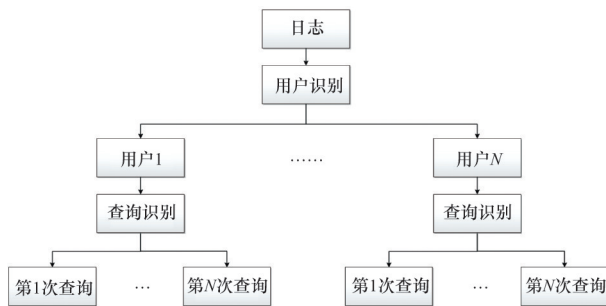 日志
用户识别
用户1
……
用户N
查询识别
查询识别
第1次查询
…
第N次查询
第1次查询
…
第N次查询